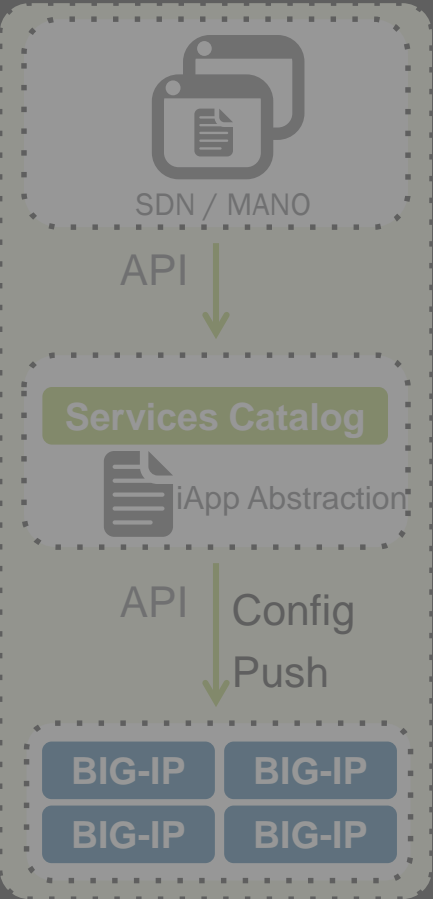 SDN / MANO
API
Services Catalog
iApp Abstraction
API
Config
Push
BIG-IP BIG-IP
BIG-IP BIG-IP